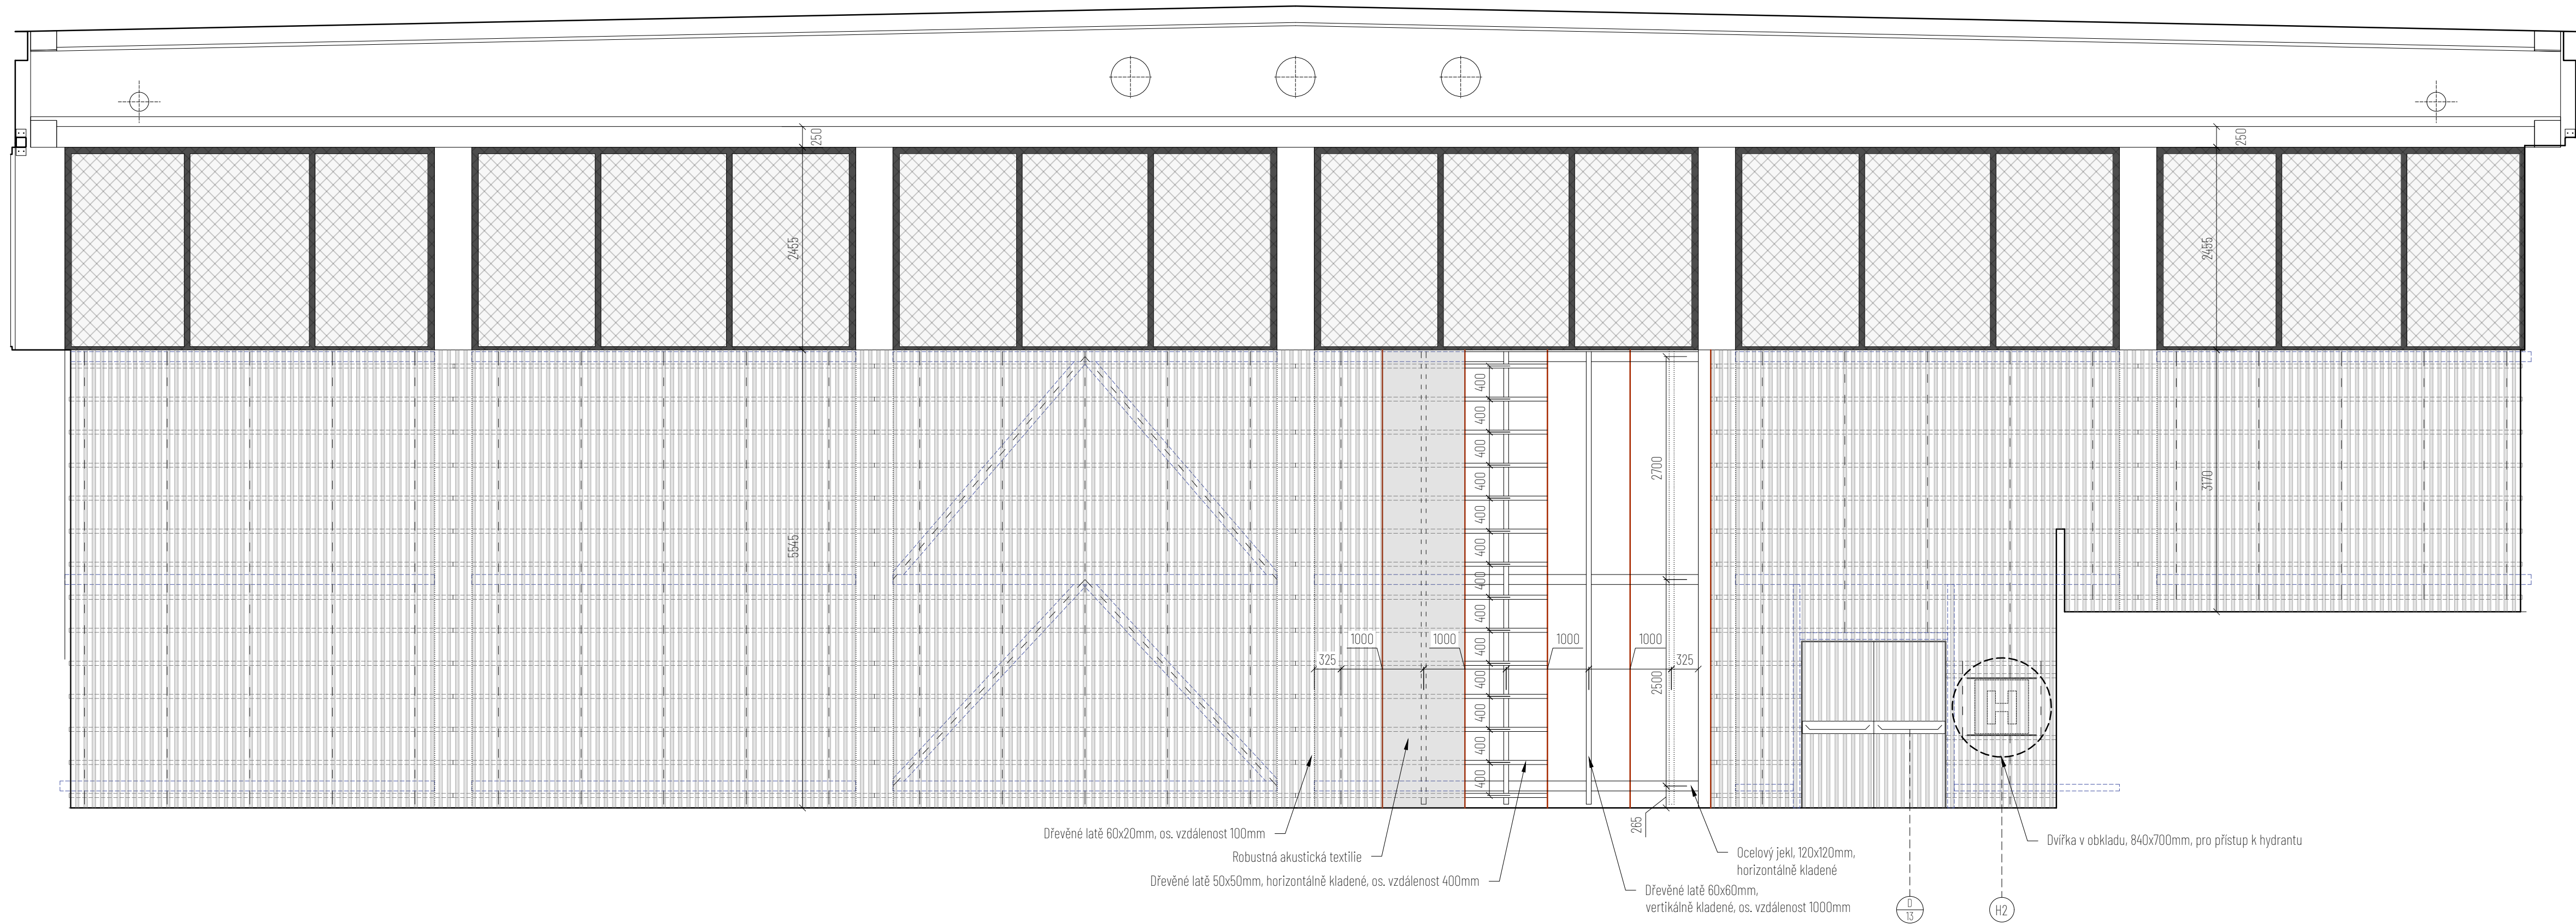 250
250
2455
2455
400
400
400
400
400
400
400
400
400
400
400
400
400
2700
3170
5545
1000
1000
1000
1000
325
325
2500
H
265
Dřevěné latě 60x20mm, os. vzdálenost 100mm
Robustná akustická textilie
Dřevěné latě 50x50mm, horizontálně kladené, os. vzdálenost 400mm
Ocelový jekl, 120x120mm,
horizontálně kladené
Dřevěné latě 60x60mm,
vertikálně kladené, os. vzdálenost 1000mm
Dvířka v obkladu, 840x700mm, pro přístup k hydrantu
D
13
H2